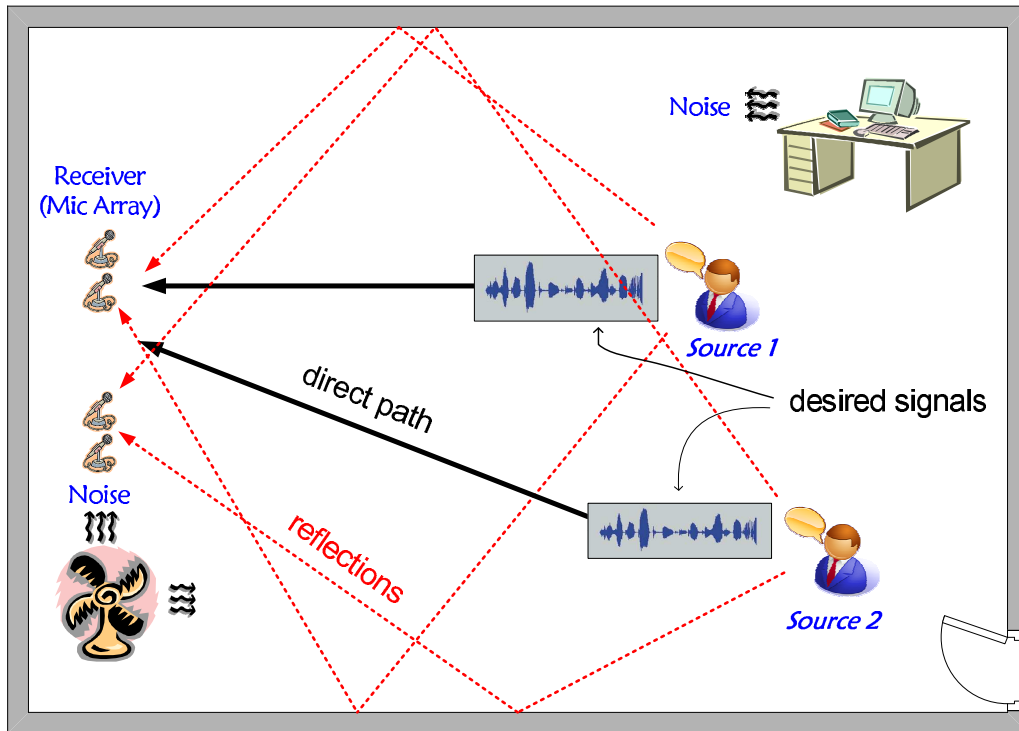 Noise
Receiver
(Mic Array)
Source 1
direct path
desired signals
Noise
reflections
Source 2